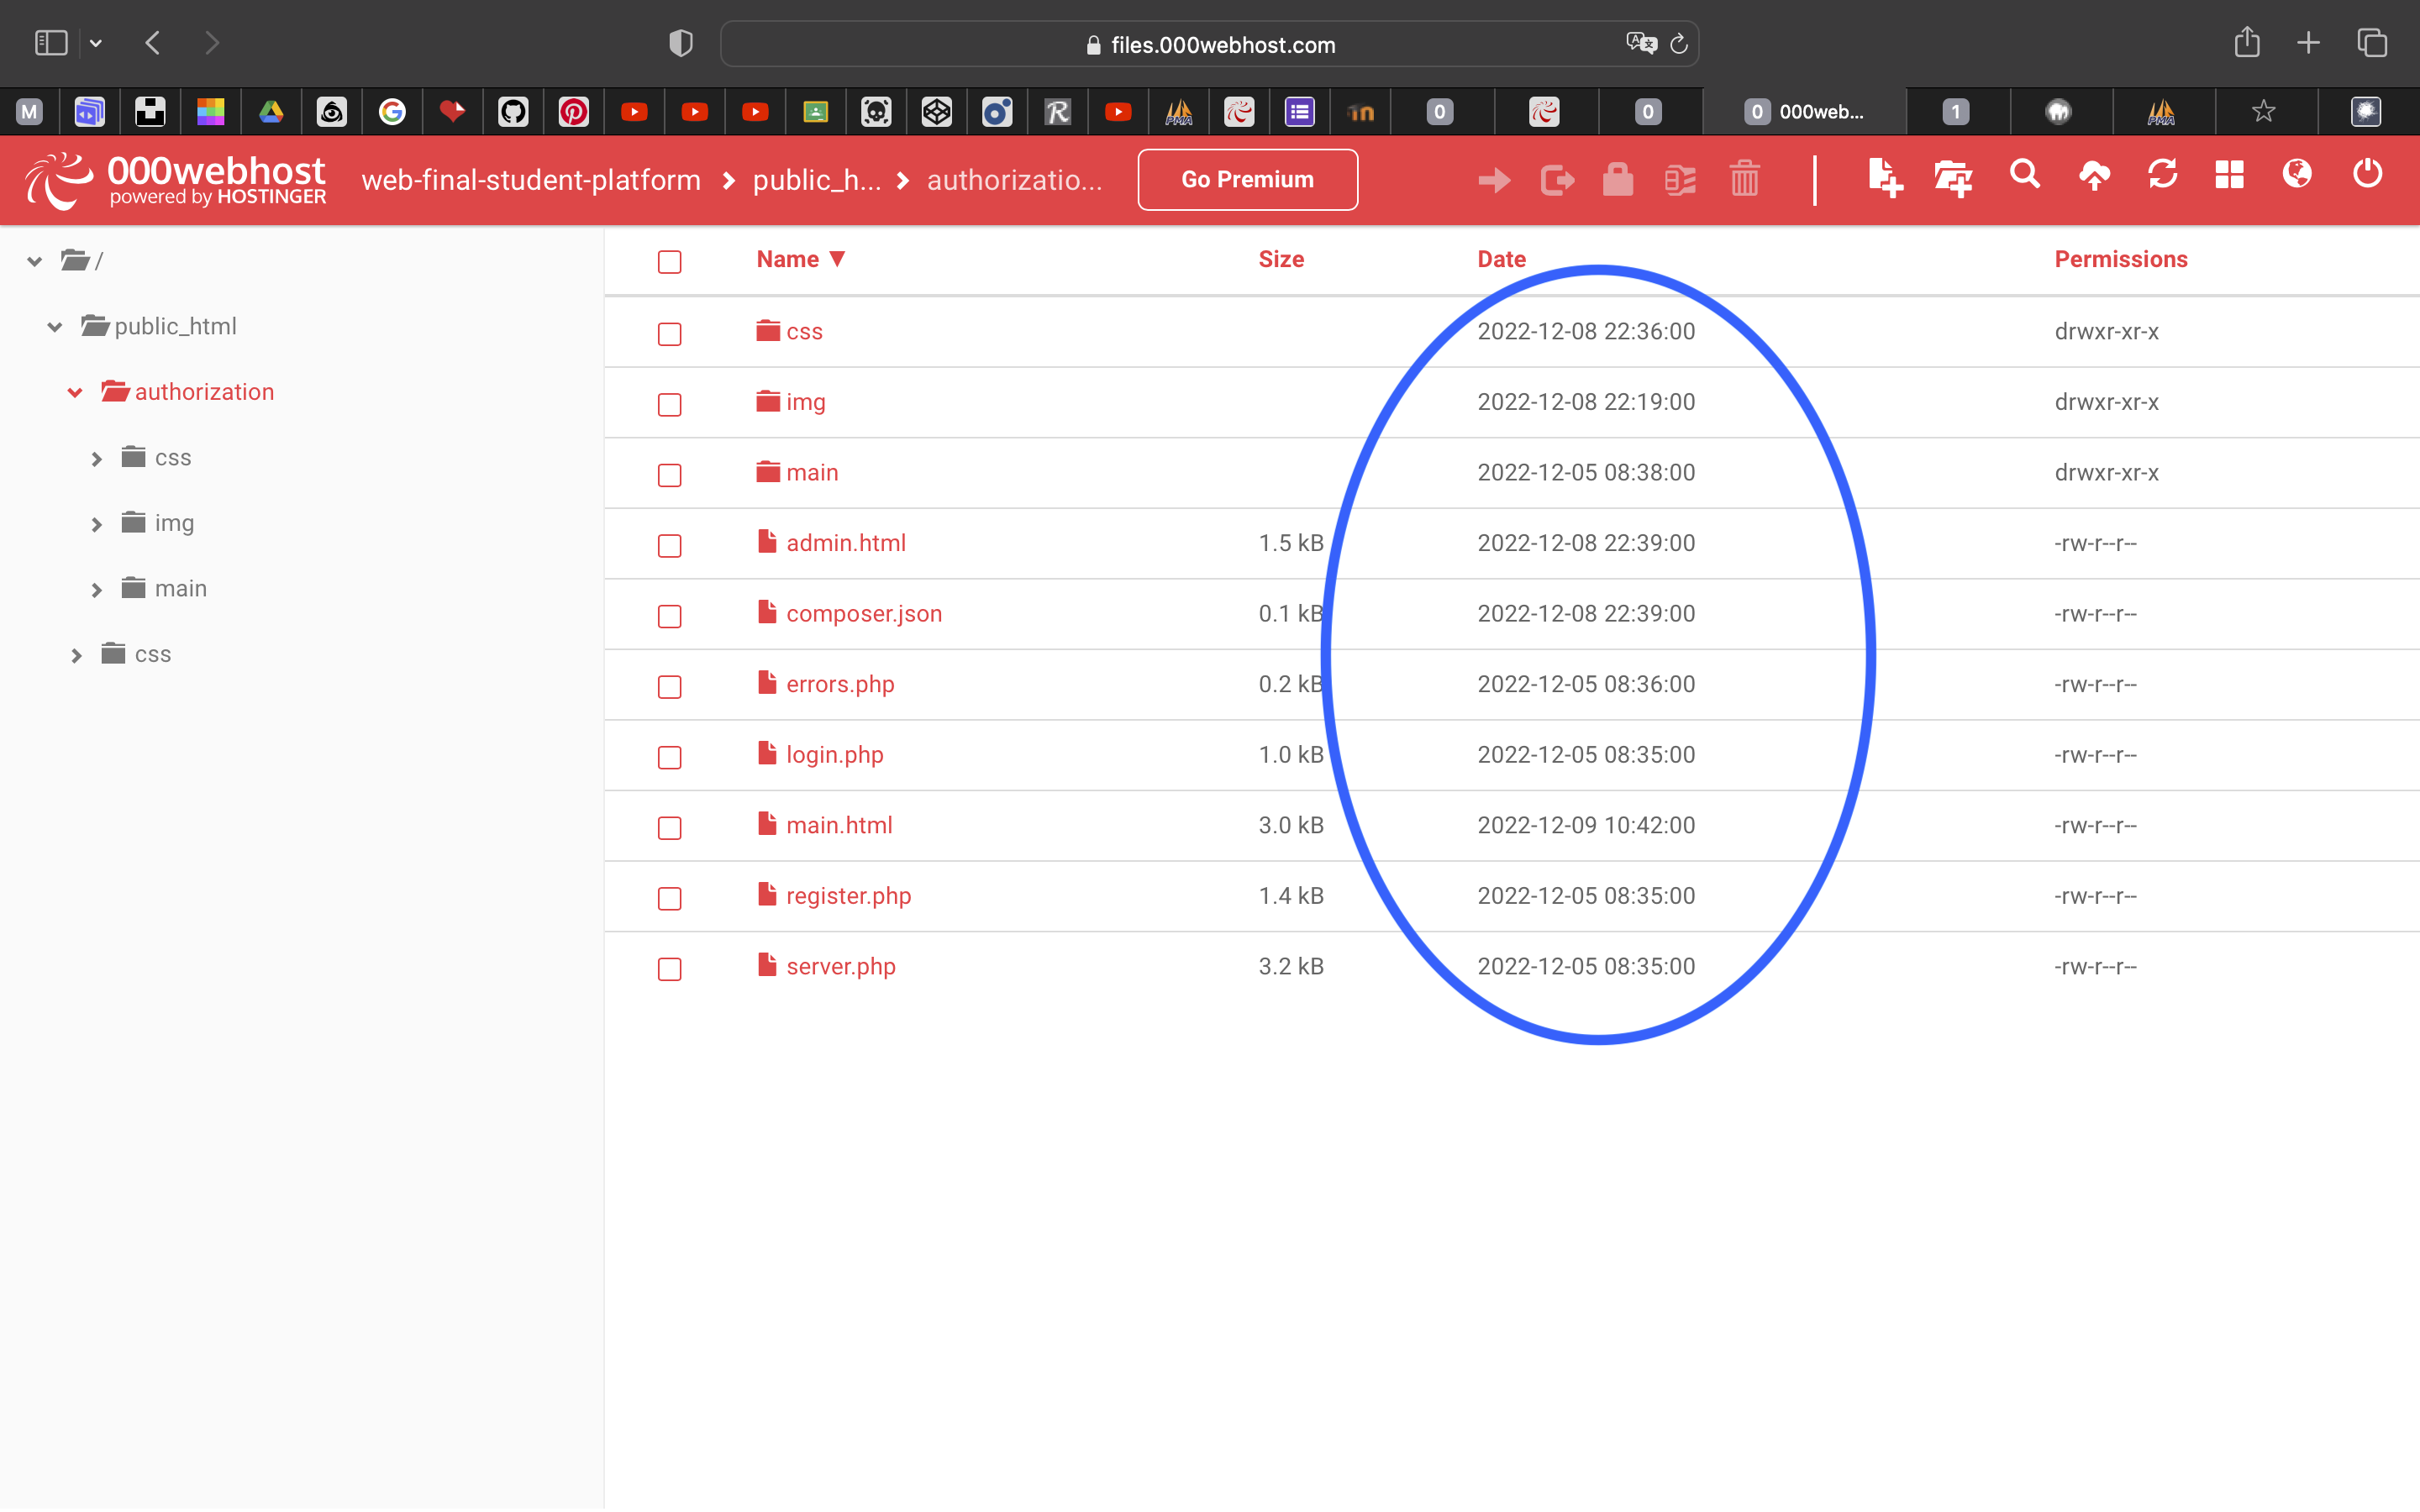 files.000webhost.com
M
PMA
R
0
0
0 000web...
1
PMA
000webhost
powered by HOSTINGER
web-final-student-platform > public_h... > authorizatio...
Go Premium
/
public_html
authorization
css
img
main
css
Name ▼ Size Date Permissions
css 2022-12-08 22:36:00 drwxr-xr-x
img 2022-12-08 22:19:00 drwxr-xr-x
main 2022-12-05 08:38:00 drwxr-xr-x
admin.html 1.5 kB 2022-12-08 22:39:00 -rw-r--r--
composer.json 0.1 kB 2022-12-08 22:39:00 -rw-r--r--
errors.php 0.2 kB 2022-12-05 08:36:00 -rw-r--r--
login.php 1.0 kB 2022-12-05 08:35:00 -rw-r--r--
main.html 3.0 kB 2022-12-09 10:42:00 -rw-r--r--
register.php 1.4 kB 2022-12-05 08:35:00 -rw-r--r--
server.php 3.2 kB 2022-12-05 08:35:00 -rw-r--r--